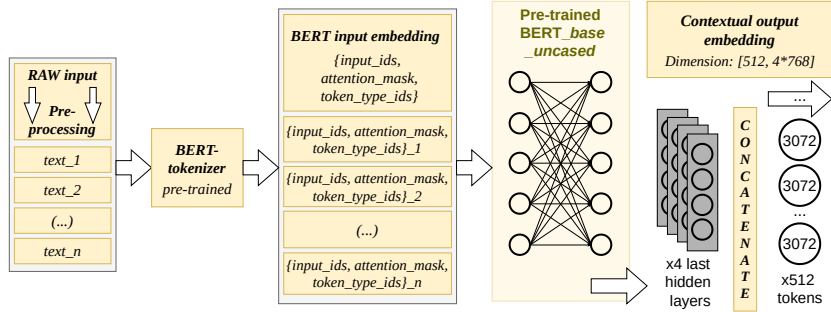 RAW input
Pre-
processing
text_1
text_2
(...)
text_n
BERT-
tokenizer
pre-trained
BERT input embedding
{input_ids,
attention_mask,
token_type_ids}
{input_ids, attention_mask,
token_type_ids}_1
{input_ids, attention_mask,
token_type_ids}_2
(...)
{input_ids, attention_mask,
token_type_ids}_n
Pre-trained
BERT_base
_uncased
x4 last
hidden
layers
CONCATENATE
Contextual output
embedding
Dimension: [512, 4*768]
...
3072
3072
...
3072
x512
tokens